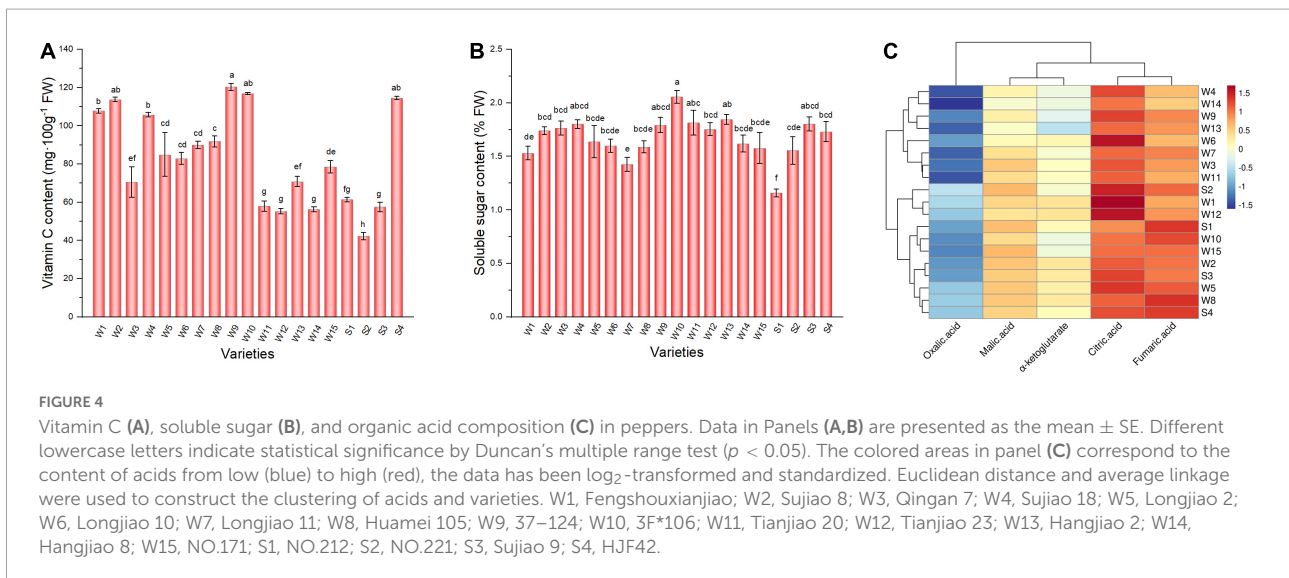 A
140
120
100
80
60
40
20
0
Vitamin C content (mg·100g⁻¹ FW)
b
ab
ef
b
cd
cd
cd
c
a
ab
g
g
ef
g
de
fg
h
g
ab
W1
W2
W3
W4
W5
W6
W7
W8
W9
W10
W11
W12
W13
W14
W15
S1
S2
S3
S4
Varieties
B
2.5
2.0
1.5
1.0
0.5
0.0
Soluble sugar content (% FW)
de
bcd
bcd
abcd
bcde
bcde
e
bcde
abcd
a
abc
bcd
ab
bcde
bcde
f
cde
abcd
bcd
W1
W2
W3
W4
W5
W6
W7
W8
W9
W10
W11
W12
W13
W14
W15
S1
S2
S3
S4
Varieties
C
W4
W14
W9
W13
W6
W7
W3
W11
S2
W1
W12
S1
W10
W15
W2
S3
W5
W8
S4
1.5
1
0.5
0
-0.5
-1
-1.5
Oxalic.acid
Malic.acid
α-ketoglutarate
Citric.acid
Fumaric.acid
FIGURE 4
Vitamin C (A), soluble sugar (B), and organic acid composition (C) in peppers. Data in Panels (A,B) are presented as the mean ± SE. Different
lowercase letters indicate statistical significance by Duncan's multiple range test (p < 0.05). The colored areas in panel (C) correspond to the
content of acids from low (blue) to high (red), the data has been log₂-transformed and standardized. Euclidean distance and average linkage
were used to construct the clustering of acids and varieties. W1, Fengshouxianjiao; W2, Sujiao 8; W3, Qingan 7; W4, Sujiao 18; W5, Longjiao 2;
W6, Longjiao 10; W7, Longjiao 11; W8, Huamei 105; W9, 37–124; W10, 3F*106; W11, Tianjiao 20; W12, Tianjiao 23; W13, Hangjiao 2; W14,
Hangjiao 8; W15, NO.171; S1, NO.212; S2, NO.221; S3, Sujiao 9; S4, HJF42.